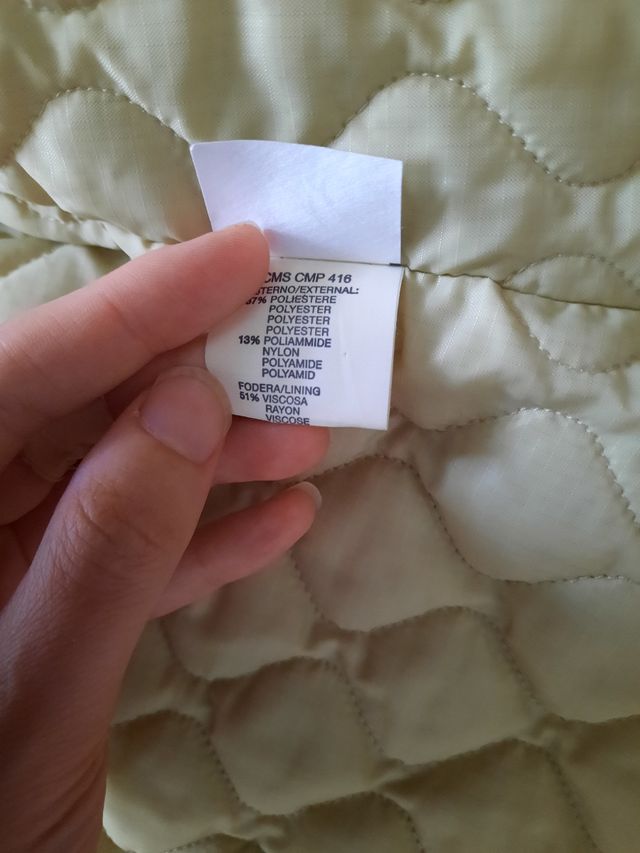 CMS CMP 416
STERNO/EXTERNAL:
87% POLIESTERE
POLYESTER
POLYESTER
POLYESTER
13% POLIAMMIDE
NYLON
POLYAMIDE
POLYAMID
FODERA/LINING
51% VISCOSA
RAYON
VISCOSE